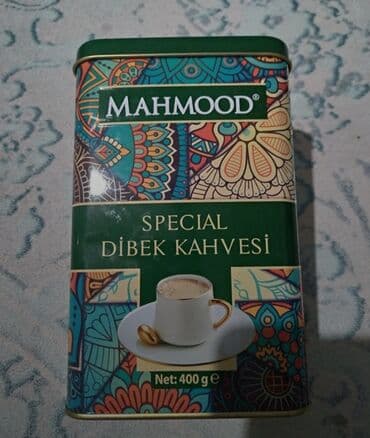 MAHMOOD®
SPECIAL
DİBEK KAHVESİ
Net: 400 g ℮